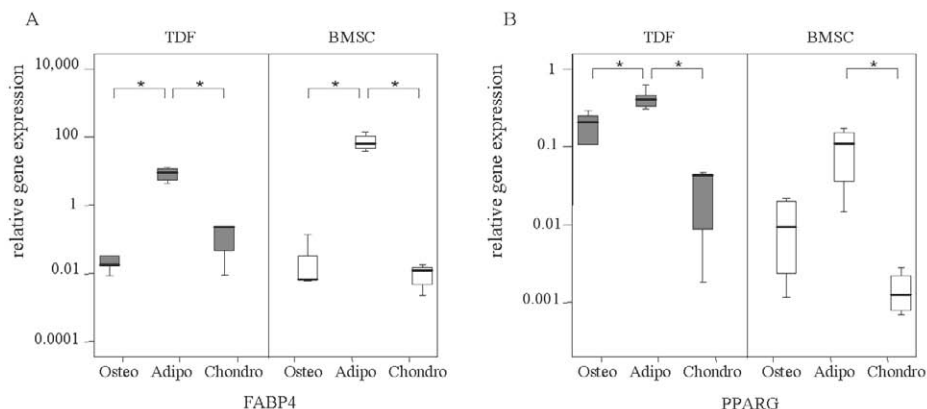 A
TDF
BMSC
relative gene expression
10,000
100
1
0.01
0.0001
* * * *
Osteo Adipo Chondro Osteo Adipo Chondro
FABP4
B
TDF
BMSC
relative gene expression
1
0.1
0.01
0.001
* * *
Osteo Adipo Chondro Osteo Adipo Chondro
PPARG